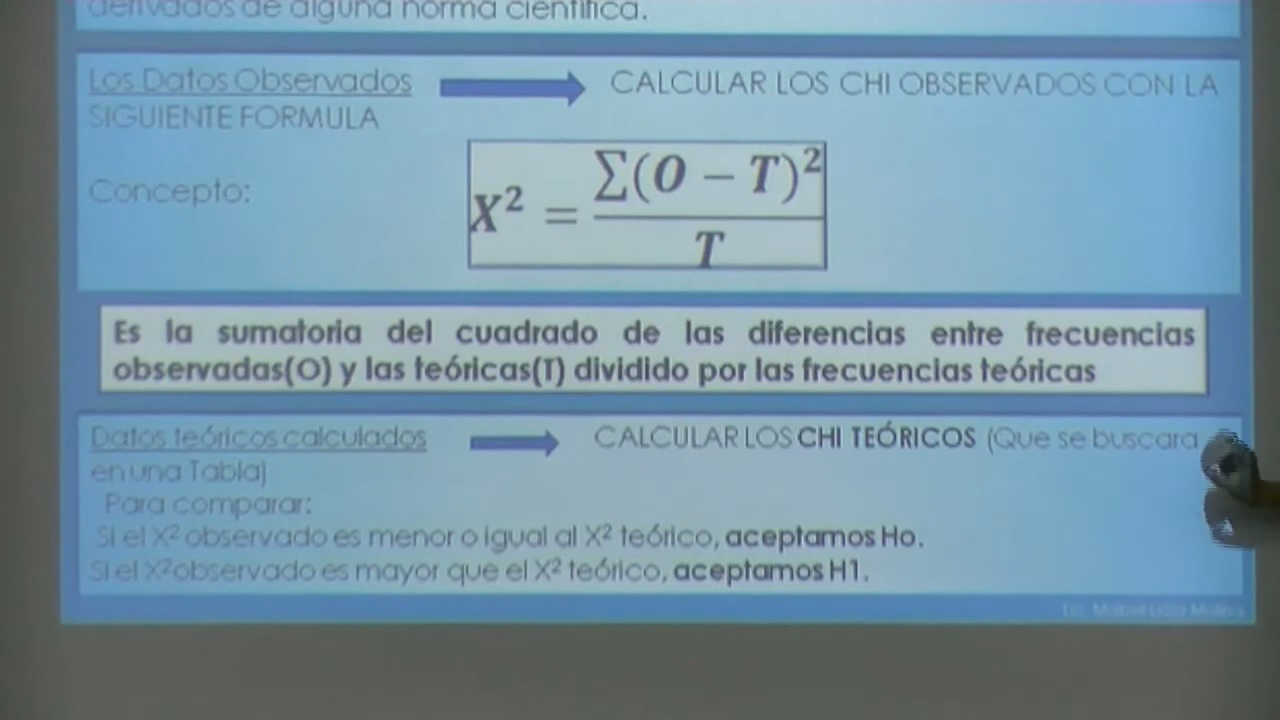 derivados de alguna norma científica.
Los Datos Observados CALCULAR LOS CHI OBSERVADOS CON LA
SIGUIENTE FORMULA
Concepto:
X² = ∑(O − T)² / T
Es la sumatoria del cuadrado de las diferencias entre frecuencias
observadas(O) y las teóricas(T) dividido por las frecuencias teóricas
Datos teóricos calculados CALCULAR LOS CHI TEÓRICOS (Que se buscara
en una Tabla)
Para comparar:
Si el X² observado es menor o igual al X² teórico, aceptamos Ho.
Si el X²observado es mayor que el X² teórico, aceptamos H1.